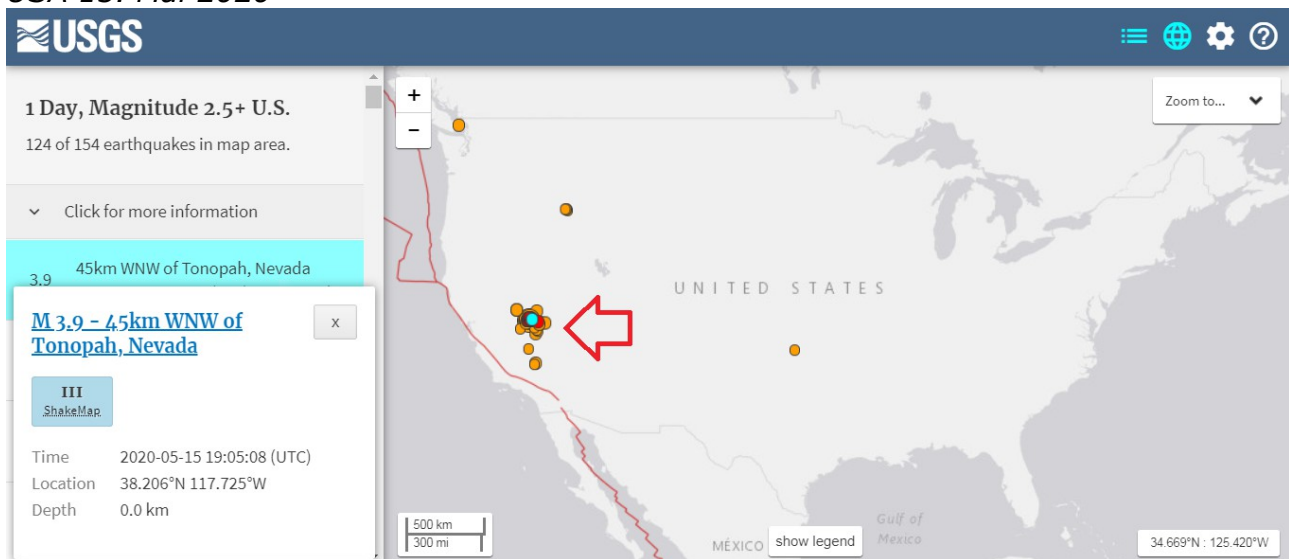 USGS
1 Day, Magnitude 2.5+ U.S.
124 of 154 earthquakes in map area.
Click for more information
3.9
45km WNW of Tonopah, Nevada
M 3.9 - 45km WNW of
Tonopah, Nevada
x
III
ShakeMap
Time 2020-05-15 19:05:08 (UTC)
Location 38.206°N 117.725°W
Depth 0.0 km
+
-
Zoom to...
UNITED STATES
500 km
300 mi
MÉXICO
show legend
Gulf of
Mexico
34.669°N : 125.420°W